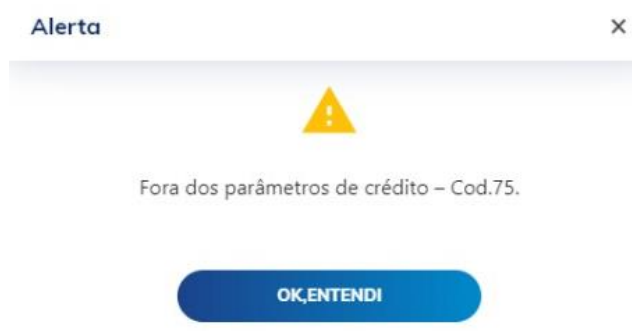 Alerta
Fora dos parâmetros de crédito – Cod.75.
OK,ENTENDI